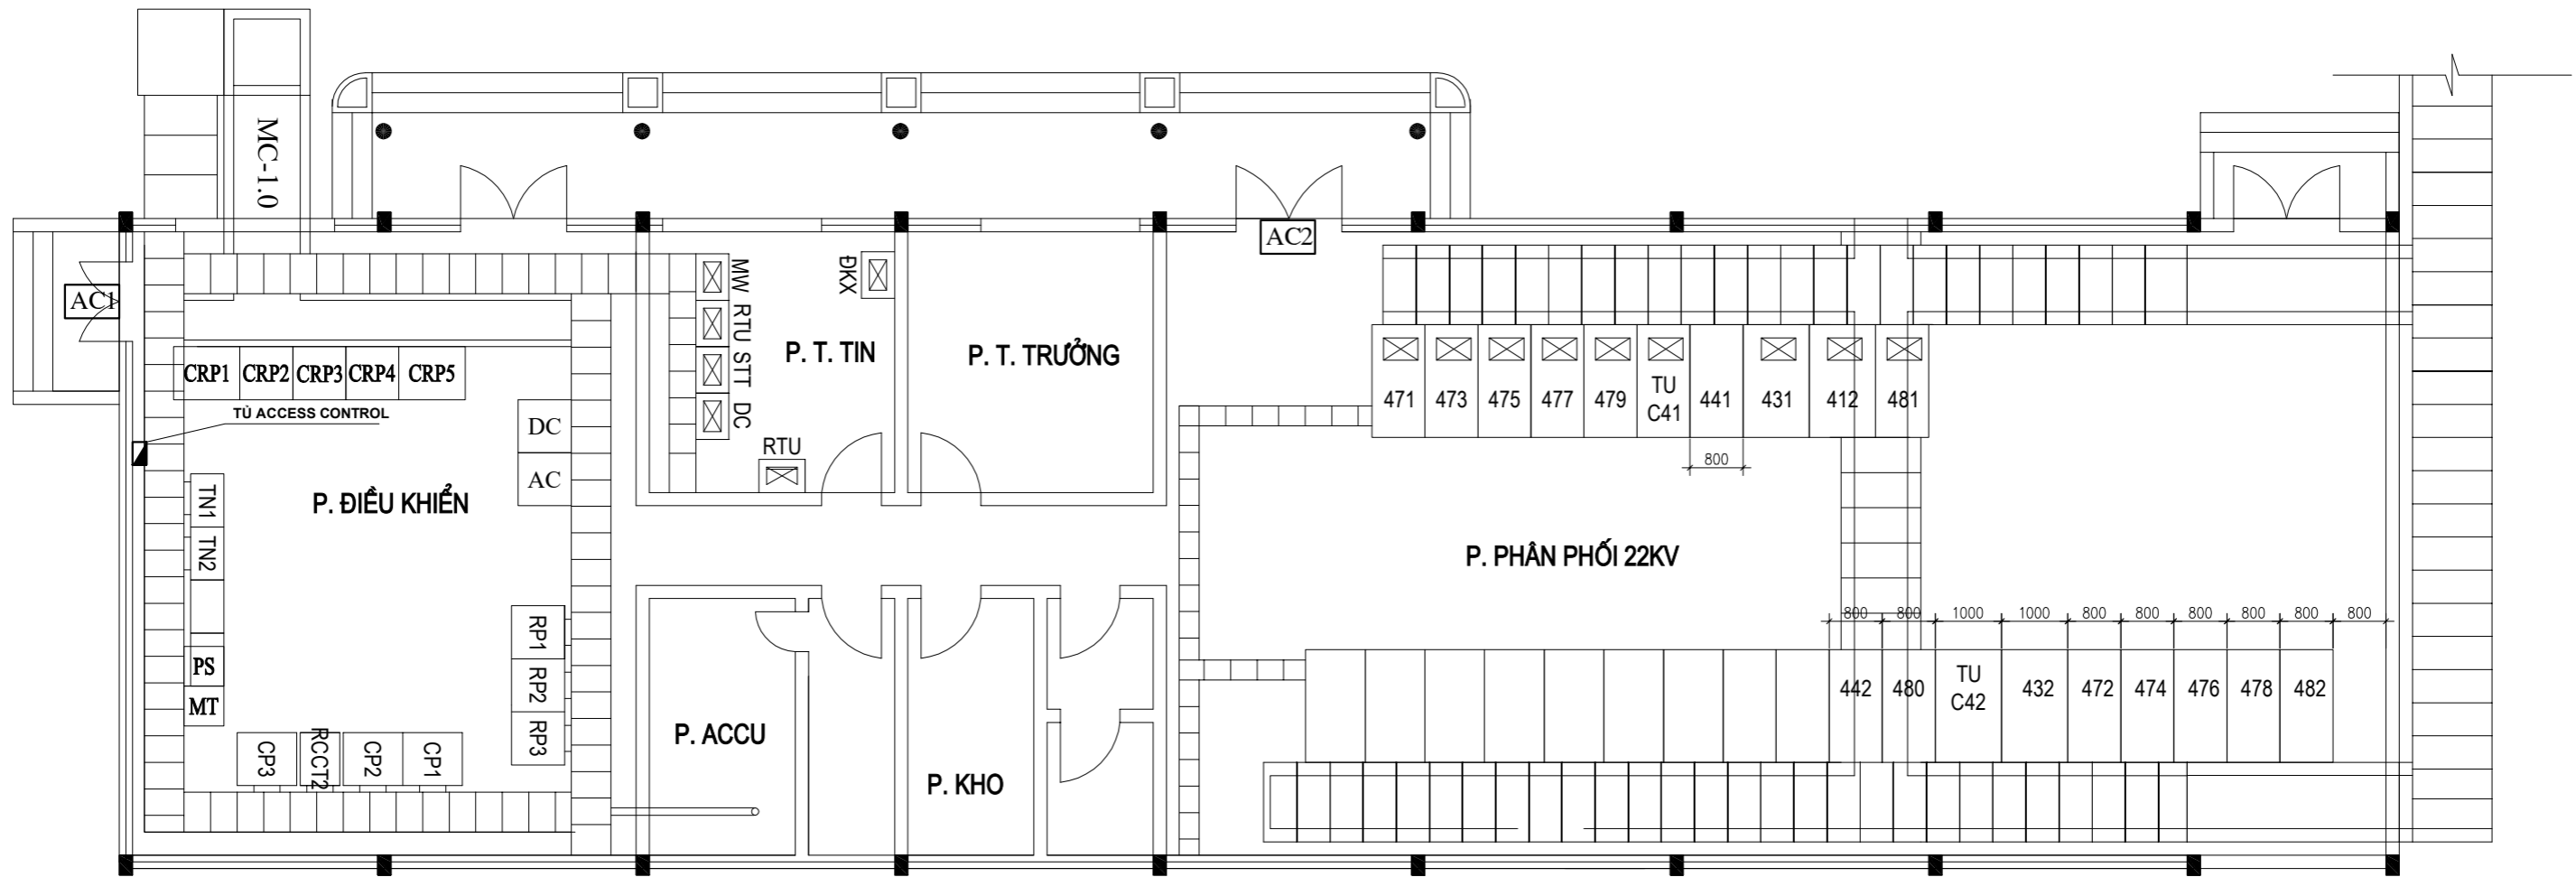 MC-1.0
AC1
AC2
MW
RTU
STT
DC
ĐKX
P. T. TIN
P. T. TRƯỞNG
RTU
CRP1
CRP2
CRP3
CRP4
CRP5
TỦ ACCESS CONTROL
DC
AC
P. ĐIỀU KHIỂN
TN1
TN2
PS
MT
CP3
RCCT2
CP2
CP1
RP1
RP2
RP3
P. ACCU
P. KHO
471
473
475
477
479
TU
C41
441
431
412
481
800
P. PHÂN PHỐI 22KV
800
800
1000
1000
800
800
800
800
800
800
442
480
TU
C42
432
472
474
476
478
482